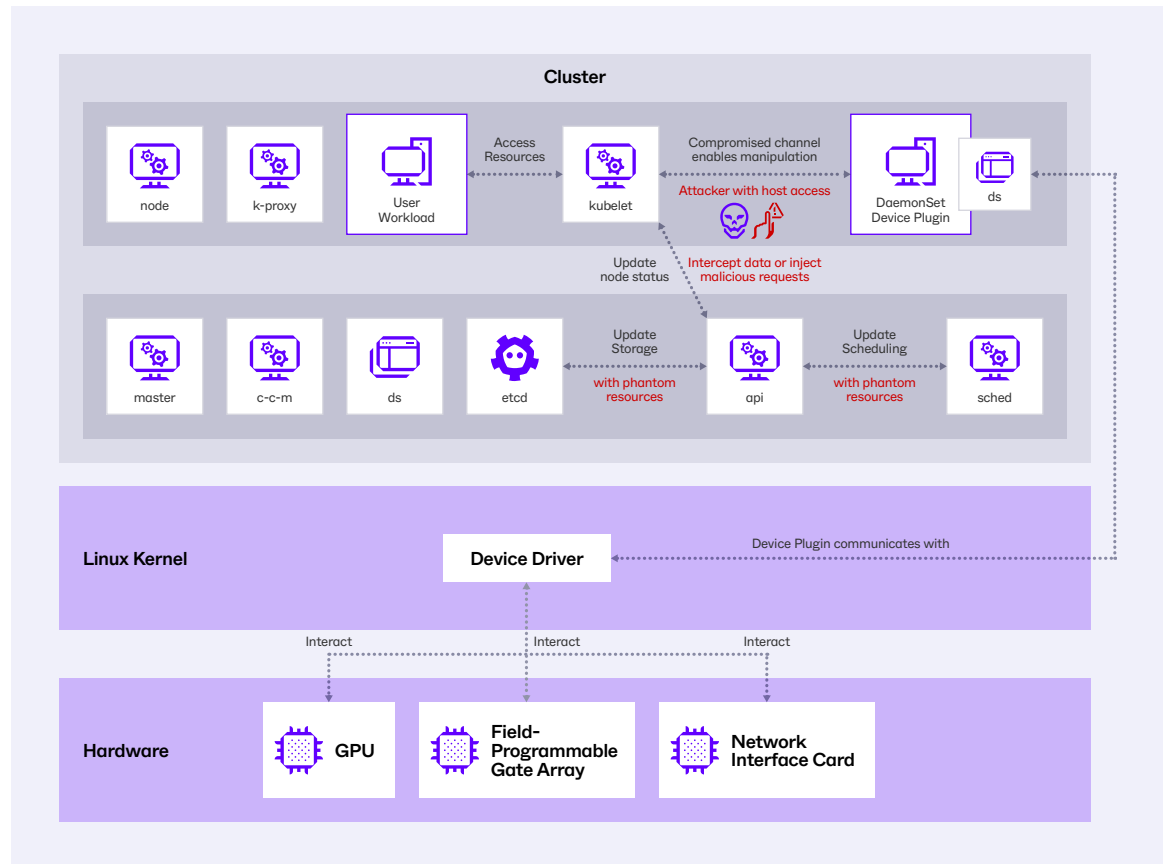 Cluster
node
k-proxy
User
Workload
Access
Resources
kubelet
Compromised channel
enables manipulation
Attacker with host access
DaemonSet
Device Plugin
ds
Update
node status
Intercept data or inject
malicious requests
master
c-c-m
ds
etcd
Update
Storage
with phantom
resources
api
Update
Scheduling
with phantom
resources
sched
Linux Kernel
Device Driver
Device Plugin communicates with
Interact
Interact
Interact
Hardware
GPU
Field-
Programmable
Gate Array
Network
Interface Card